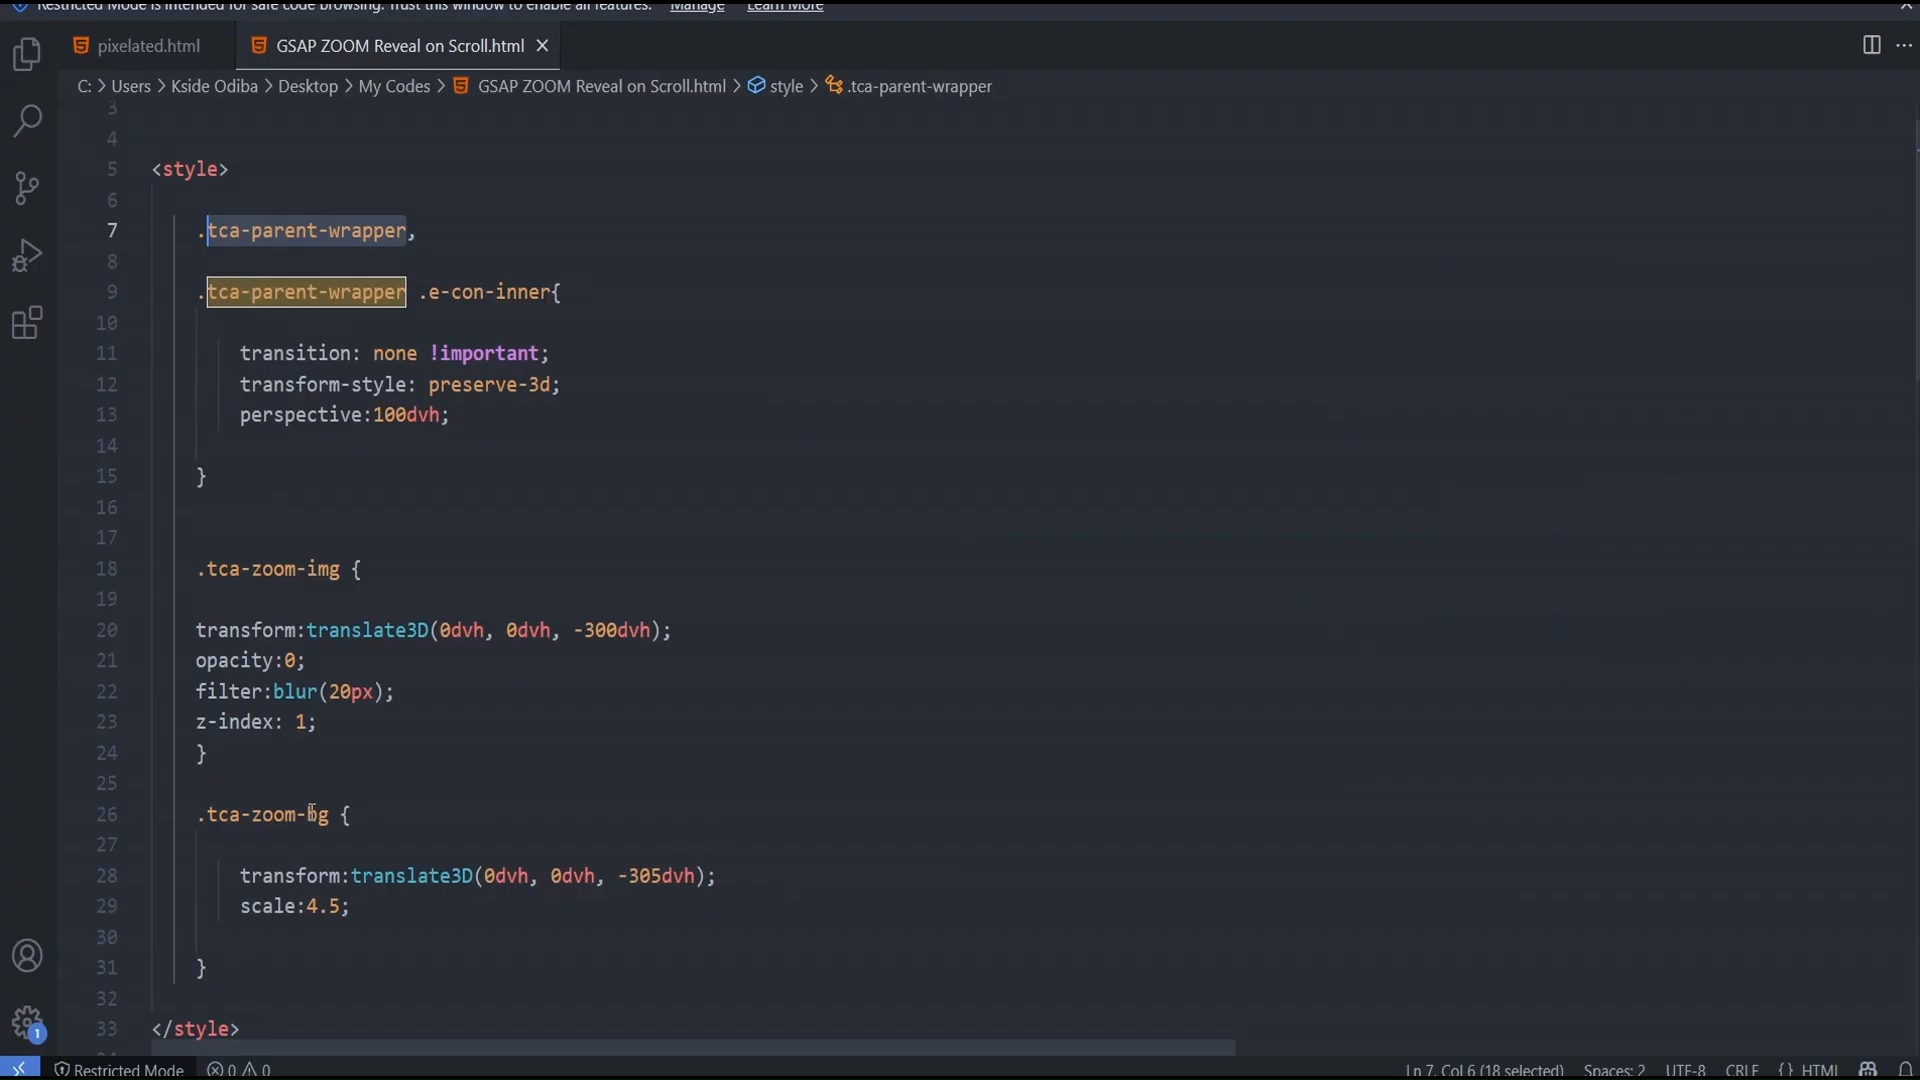 Restricted Mode is intended for safe code browsing. Trust this window to enable all features. Manage Learn More
pixelated.html GSAP ZOOM Reveal on Scroll.html
C: > Users > Kside Odiba > Desktop > My Codes > GSAP ZOOM Reveal on Scroll.html > style > .tca-parent-wrapper
3
4
5 <style>
6
7 .tca-parent-wrapper,
8
9 .tca-parent-wrapper .e-con-inner{
10
11 transition: none !important;
12 transform-style: preserve-3d;
13 perspective:100dvh;
14
15 }
16
17
18 .tca-zoom-img {
19
20 transform:translate3D(0dvh, 0dvh, -300dvh);
21 opacity:0;
22 filter:blur(20px);
23 z-index: 1;
24 }
25
26 .tca-zoom-bg {
27
28 transform:translate3D(0dvh, 0dvh, -305dvh);
29 scale:4.5;
30
31 }
32
33 </style>
1
Restricted Mode 0 0 Ln 7, Col 6 (18 selected) Spaces: 2 UTF-8 CRLF {} HTML